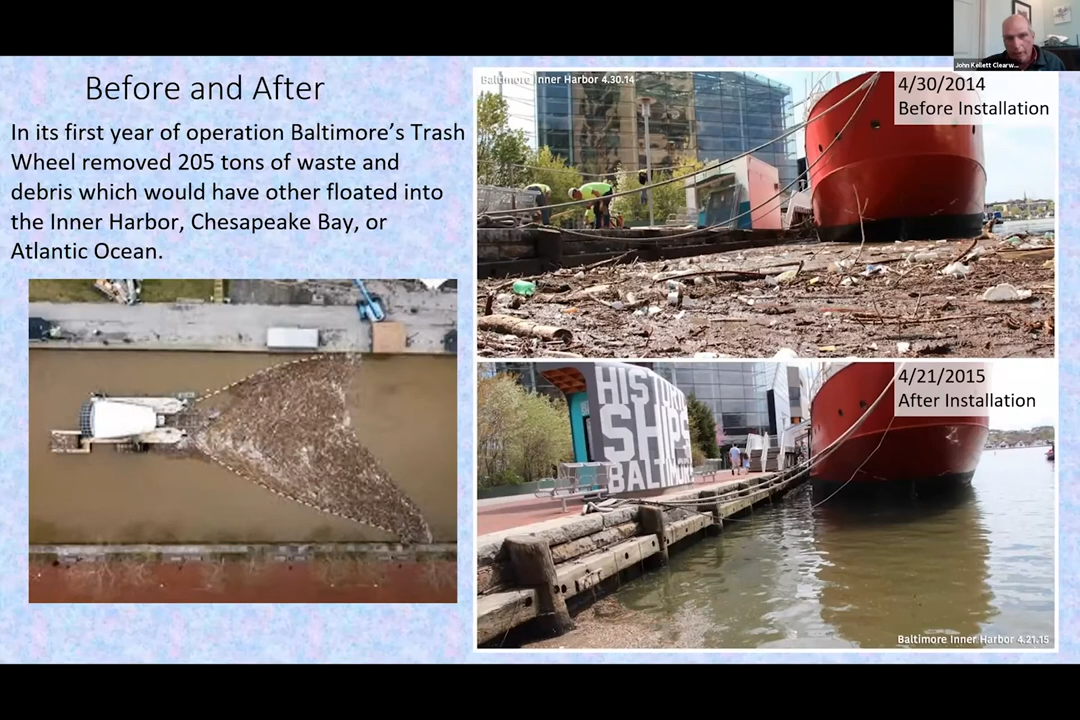 John Kellett Clearw...
Before and After
In its first year of operation Baltimore's Trash
Wheel removed 205 tons of waste and
debris which would have other floated into
the Inner Harbor, Chesapeake Bay, or
Atlantic Ocean.
Baltimore Inner Harbor 4.30.14
4/30/2014
Before Installation
4/21/2015
After Installation
HISTORIC
SHIPS
BALTIMORE
Baltimore Inner Harbor 4.21.15